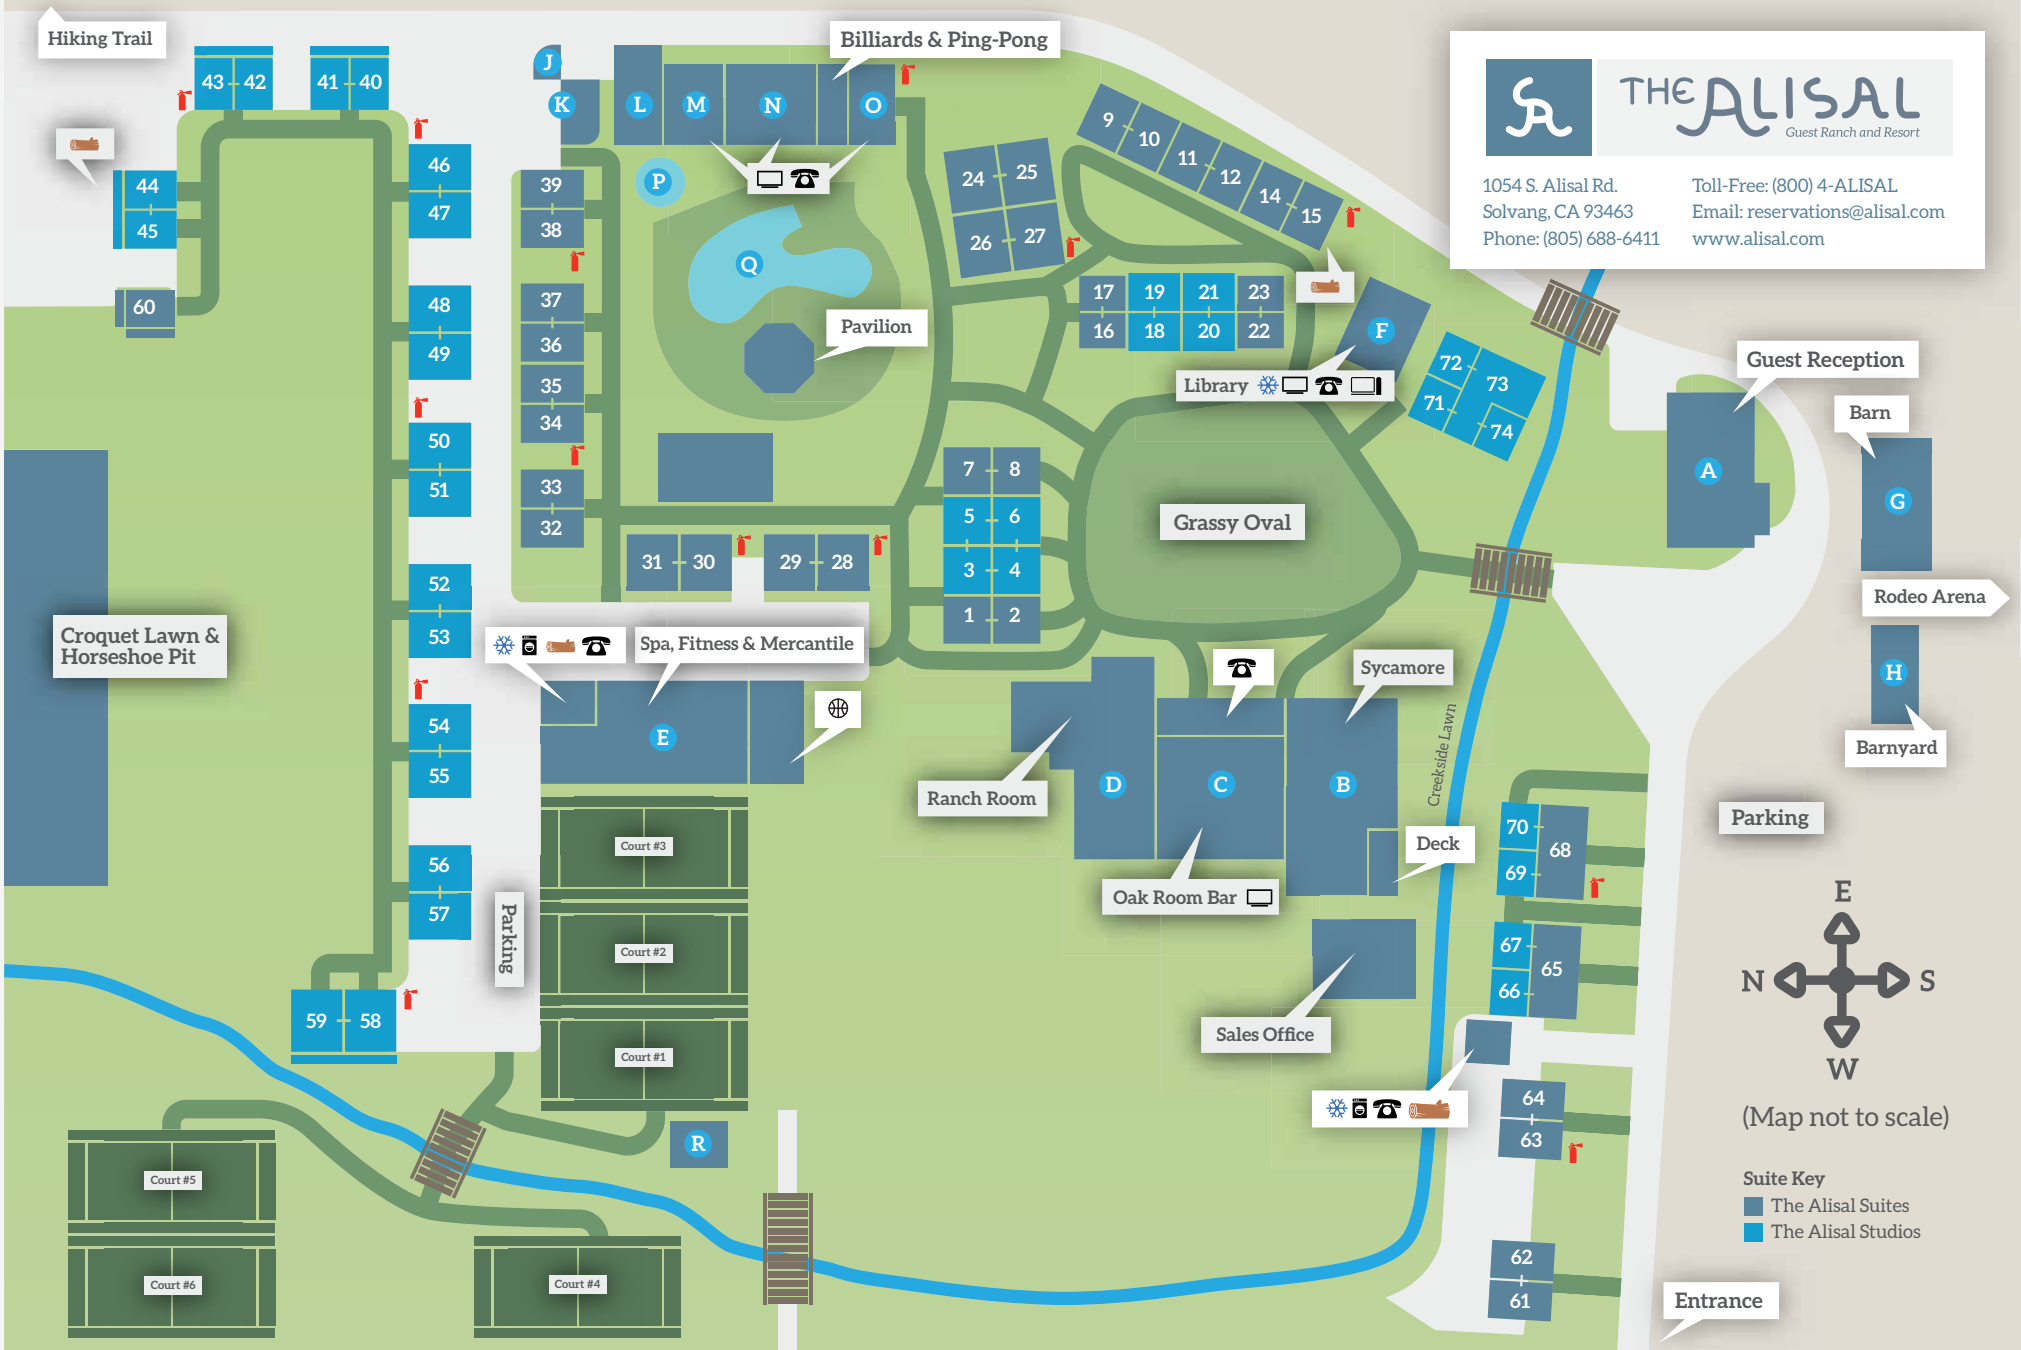 Hiking Trail
43
42
41
40
J
K
L
M
N
O
Billiards & Ping-Pong
THE ALISAL
Guest Ranch and Resort
1054 S. Alisal Rd.
Solvang, CA 93463
Phone: (805) 688-6411
Toll-Free: (800) 4-ALISAL
Email: reservations@alisal.com
www.alisal.com
44
45
60
46
47
48
49
50
51
52
53
54
55
56
57
59
58
39
38
37
36
35
34
33
32
P
Q
Pavilion
24
25
26
27
9
10
11
12
14
15
17
19
21
23
16
18
20
22
F
Library
72
73
71
74
Guest Reception
Barn
A
G
Rodeo Arena
H
Barnyard
7
8
5
6
3
4
1
2
Grassy Oval
31
30
29
28
Croquet Lawn &
Horseshoe Pit
Spa, Fitness & Mercantile
E
Sycamore
Ranch Room
D
C
B
Creekside Lawn
Deck
Oak Room Bar
Sales Office
Parking
Court #3
Court #2
Court #1
R
Court #5
Court #6
Court #4
70
68
69
67
65
66
64
63
62
61
Parking
E
N
S
W
(Map not to scale)
Suite Key
The Alisal Suites
The Alisal Studios
Entrance